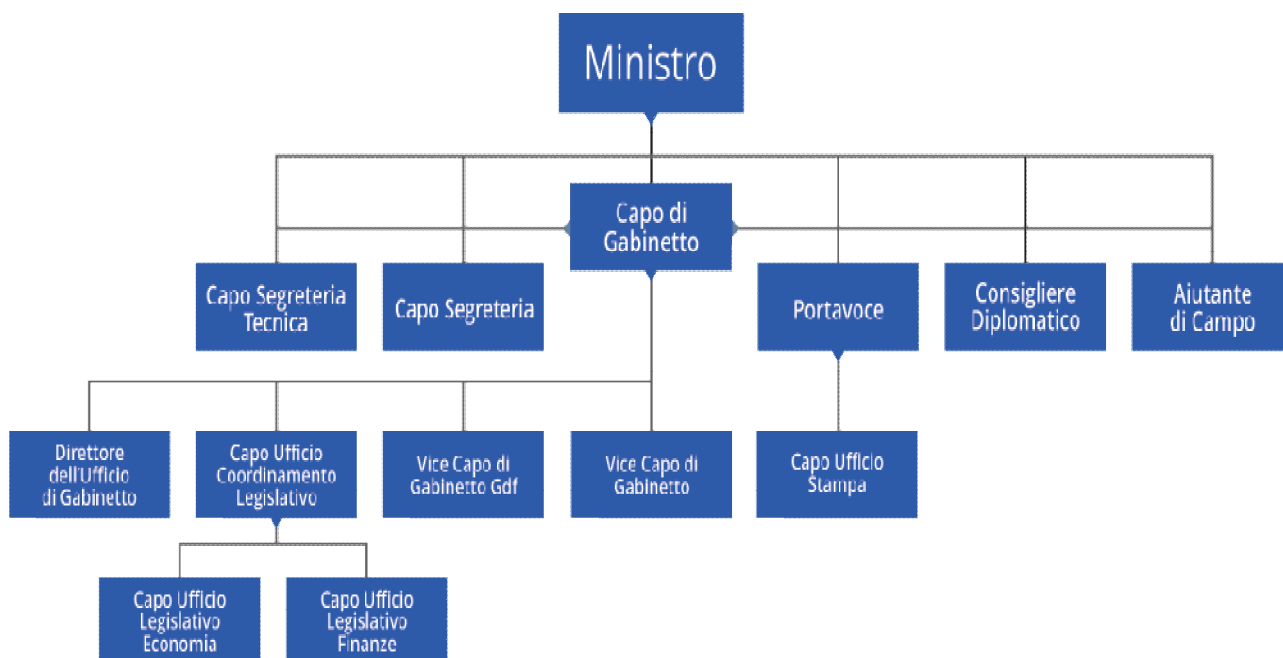 Ministro
Capo di
Gabinetto
Capo Segreteria
Tecnica
Capo Segreteria
Portavoce
Consigliere
Diplomatico
Aiutante
di Campo
Direttore
dell'Ufficio
di Gabinetto
Capo Ufficio
Coordinamento
Legislativo
Vice Capo di
Gabinetto Gdf
Vice Capo di
Gabinetto
Capo Ufficio
Stampa
Capo Ufficio
Legislativo
Economia
Capo Ufficio
Legislativo
Finanze